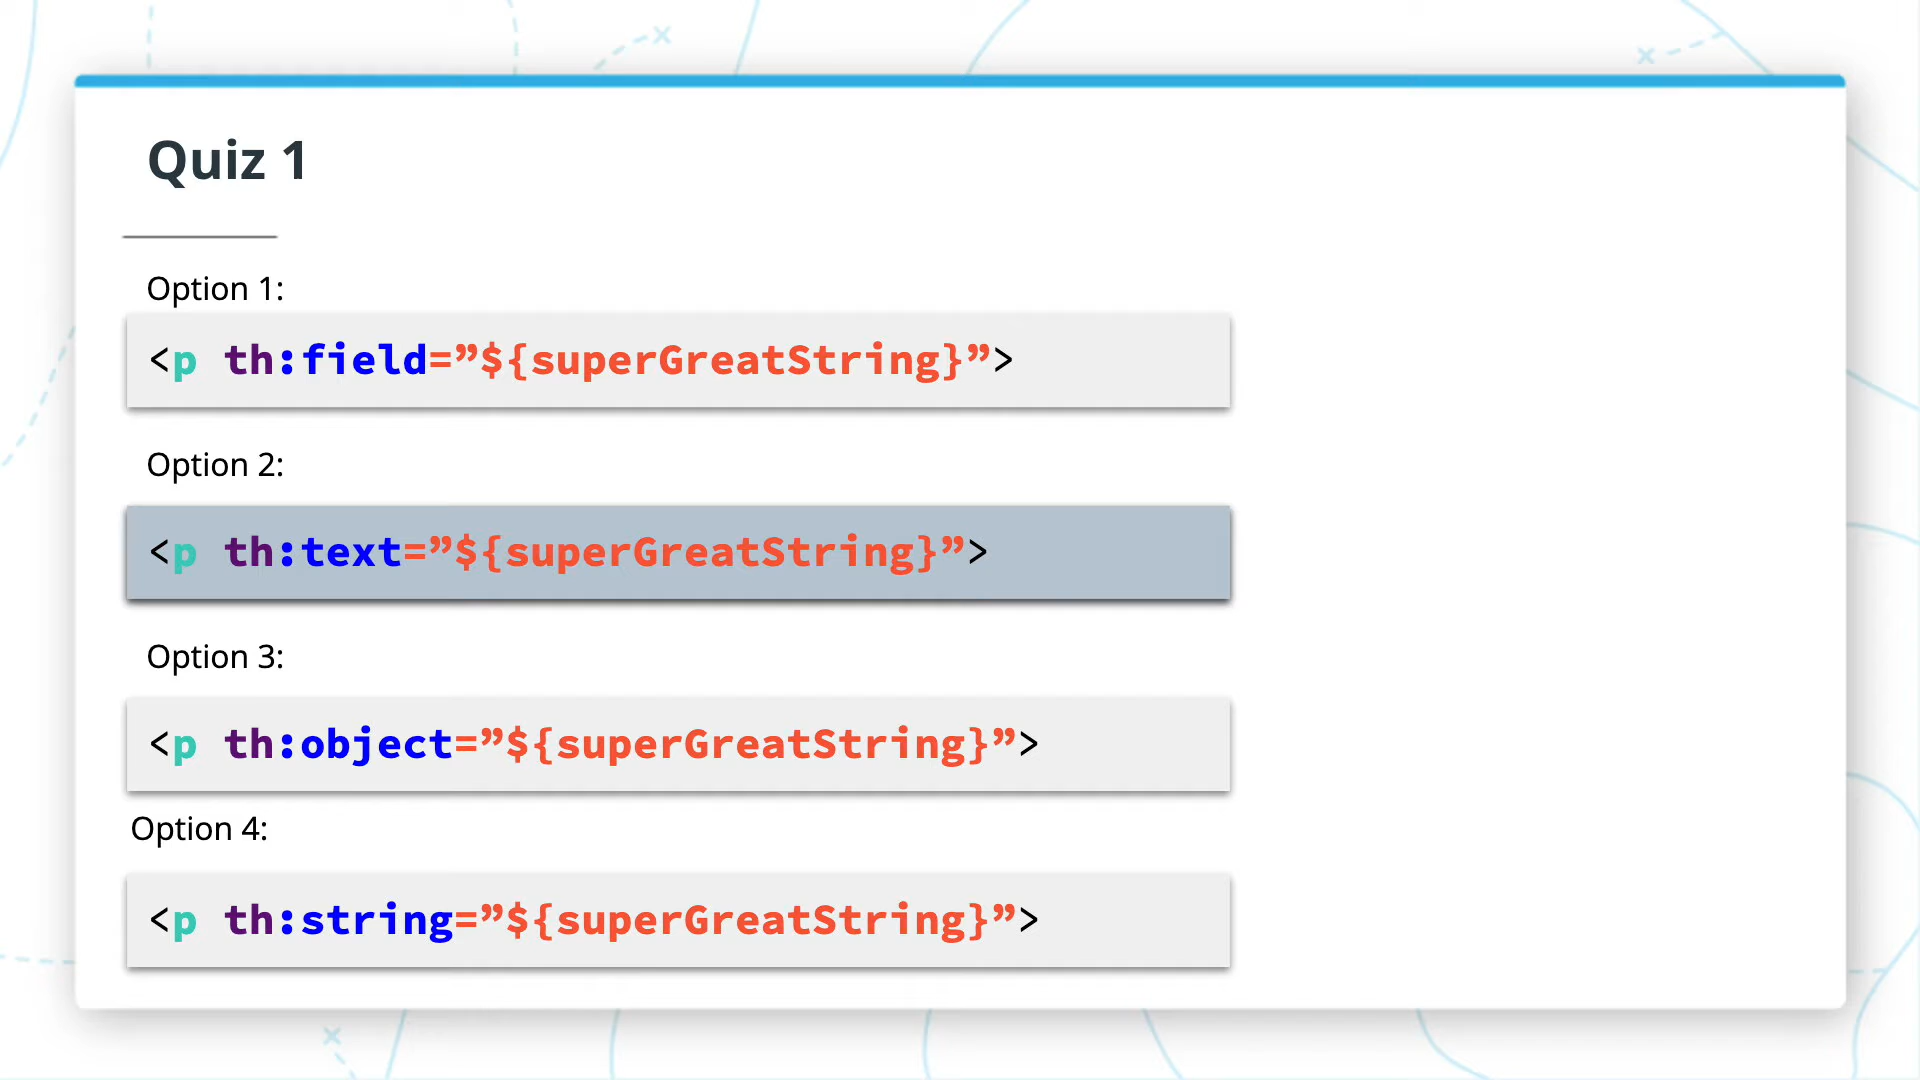 Quiz 1
Option 1:
<p th:field=”${superGreatString}”>
Option 2:
<p th:text=”${superGreatString}”>
Option 3:
<p th:object=”${superGreatString}”>
Option 4:
<p th:string=”${superGreatString}”>